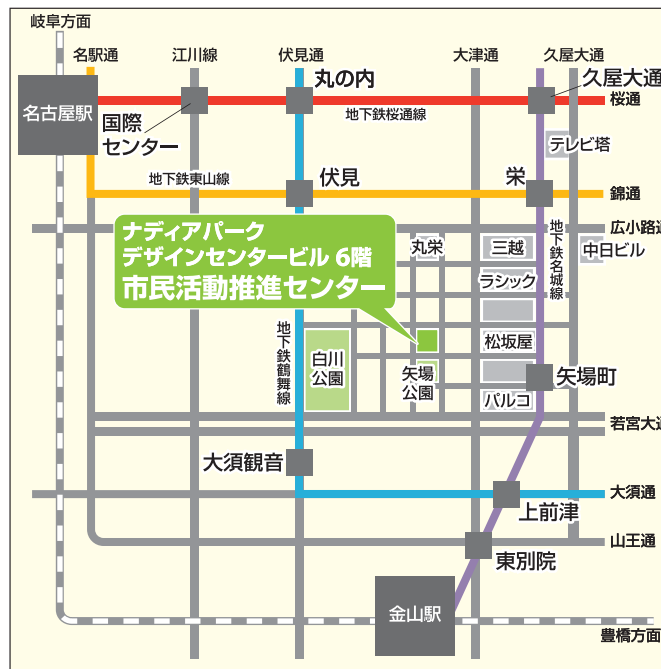 岐阜方面
名駅通
江川線
伏見通
大津通
久屋大通
名古屋駅
丸の内
久屋大通
桜通
国際
センター
地下鉄桜通線
テレビ塔
地下鉄東山線
伏見
栄
錦通
ナディアパーク
デザインセンタービル 6階
市民活動推進センター
広小路通
丸栄
三越
地下鉄名城線
中日ビル
ラシック
地下鉄鶴舞線
白川
公園
松坂屋
矢場
公園
矢場町
パルコ
若宮大通
大須観音
大須通
上前津
山王通
東別院
金山駅
豊橋方面